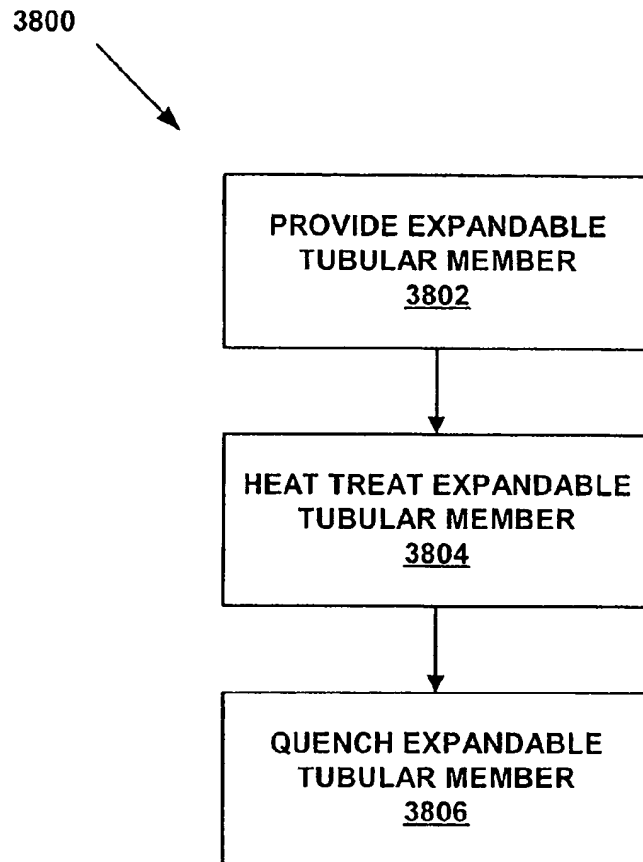 3800
PROVIDE EXPANDABLE
TUBULAR MEMBER
3802
HEAT TREAT EXPANDABLE
TUBULAR MEMBER
3804
QUENCH EXPANDABLE
TUBULAR MEMBER
3806